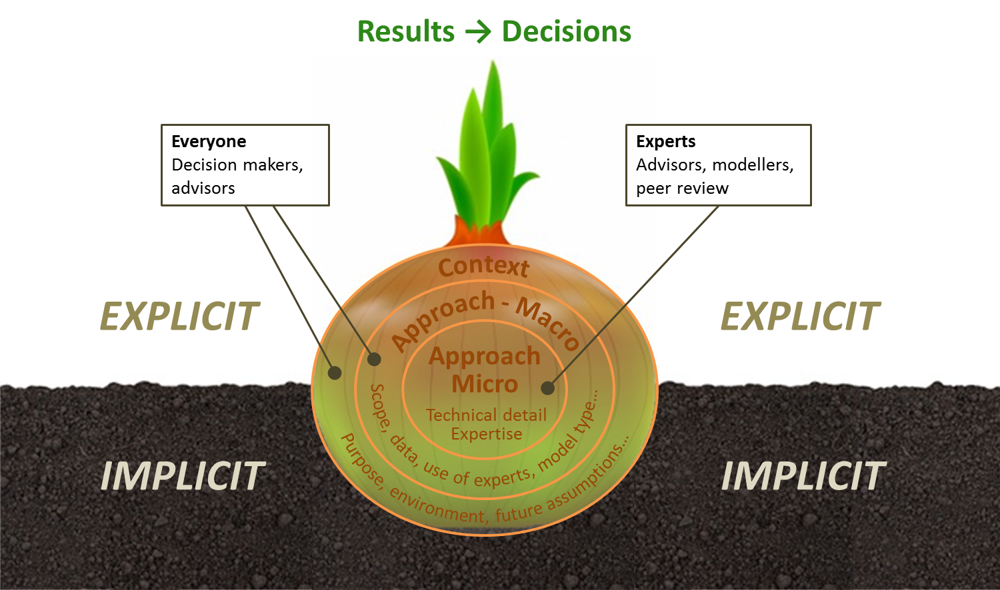 Results → Decisions
Everyone
Decision makers,
advisors
Experts
Advisors, modellers,
peer review
Context
Approach - Macro
EXPLICIT
EXPLICIT
Approach
Micro
Technical detail
Expertise
Scope, data, use of experts, model type...
Purpose, environment, future assumptions...
IMPLICIT
IMPLICIT